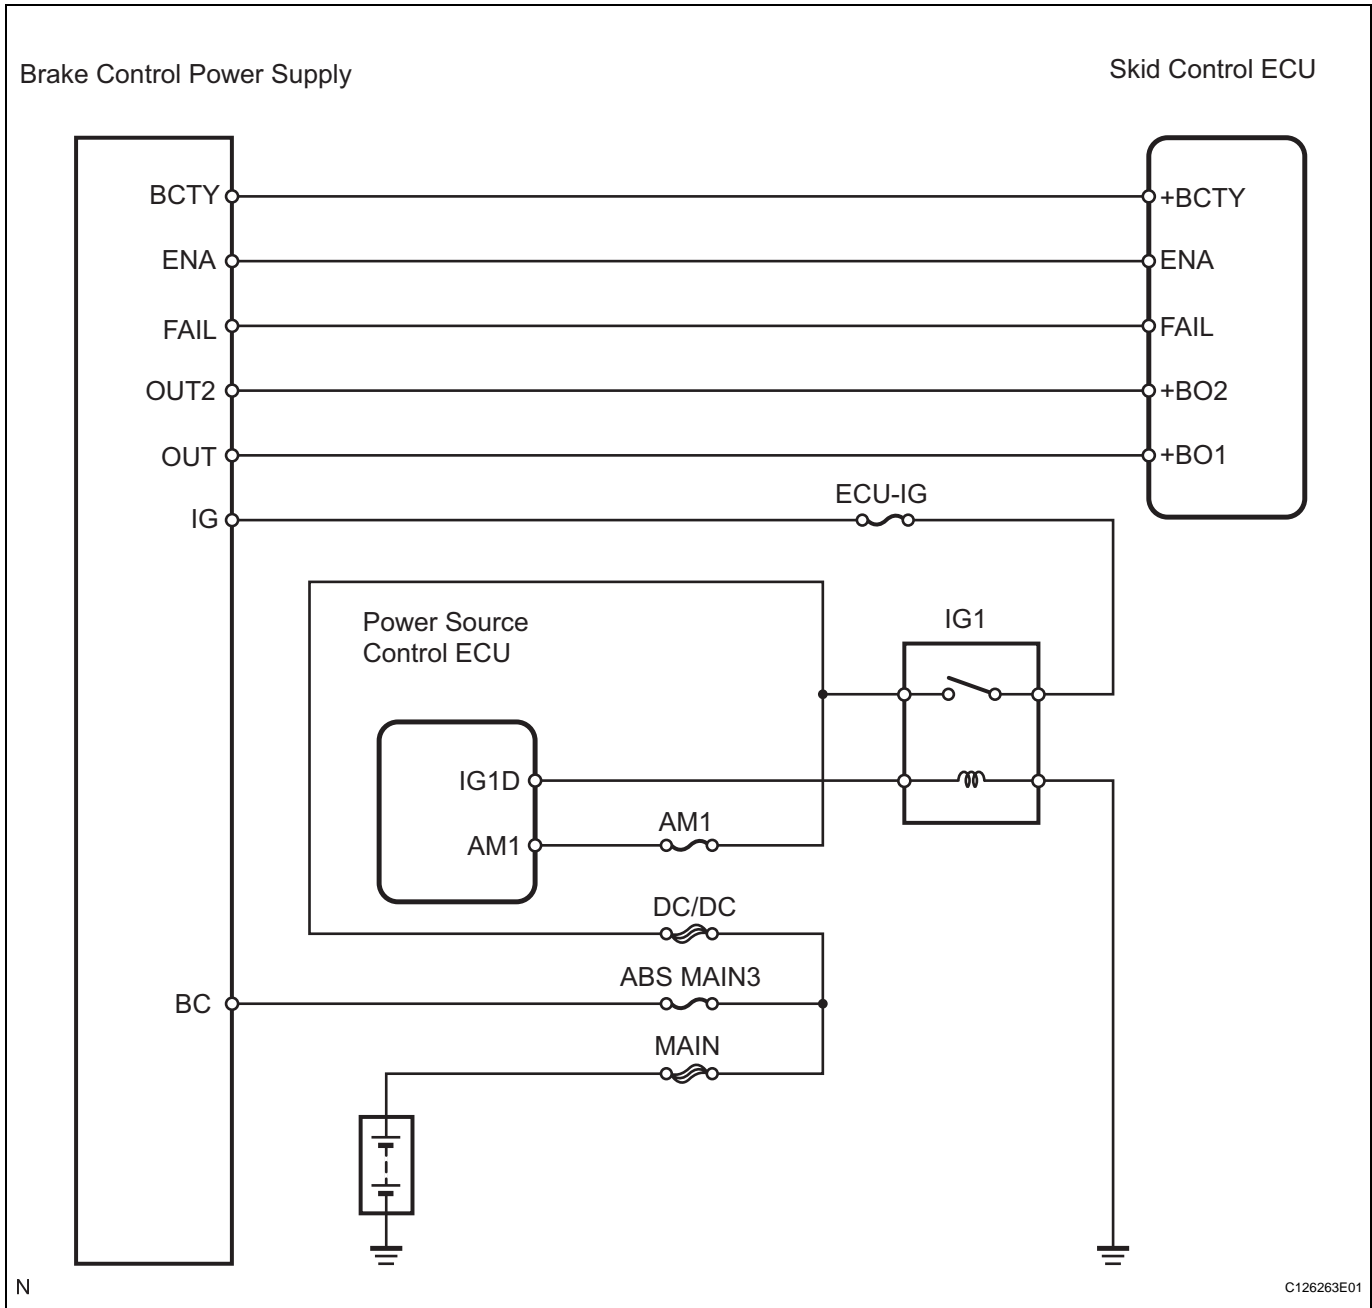 Brake Control Power Supply
Skid Control ECU
BCTY
+BCTY
ENA
ENA
FAIL
FAIL
OUT2
+BO2
OUT
+BO1
IG
ECU-IG
Power Source
Control ECU
IG1
IG1D
AM1
AM1
DC/DC
ABS MAIN3
BC
MAIN
N
C126263E01